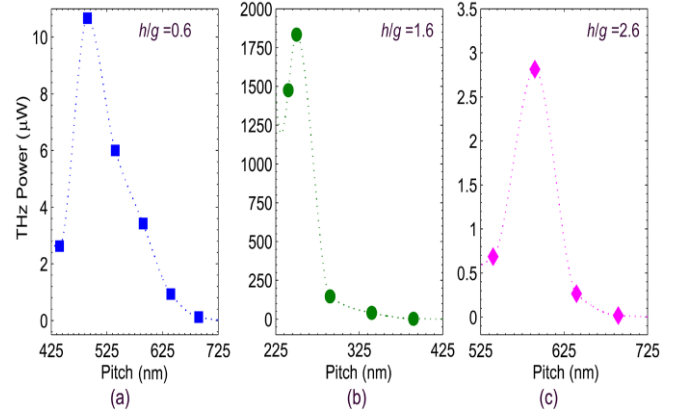 h/g =0.6
THz Power (µW)
10
8
6
4
2
0
425 525 625 725
Pitch (nm)
(a)
h/g =1.6
2000
1750
1500
1250
1000
750
500
250
0
225 325 425
Pitch (nm)
(b)
h/g =2.6
3.5
3
2.5
2
1.5
1
0.5
0
525 625 725
Pitch (nm)
(c)